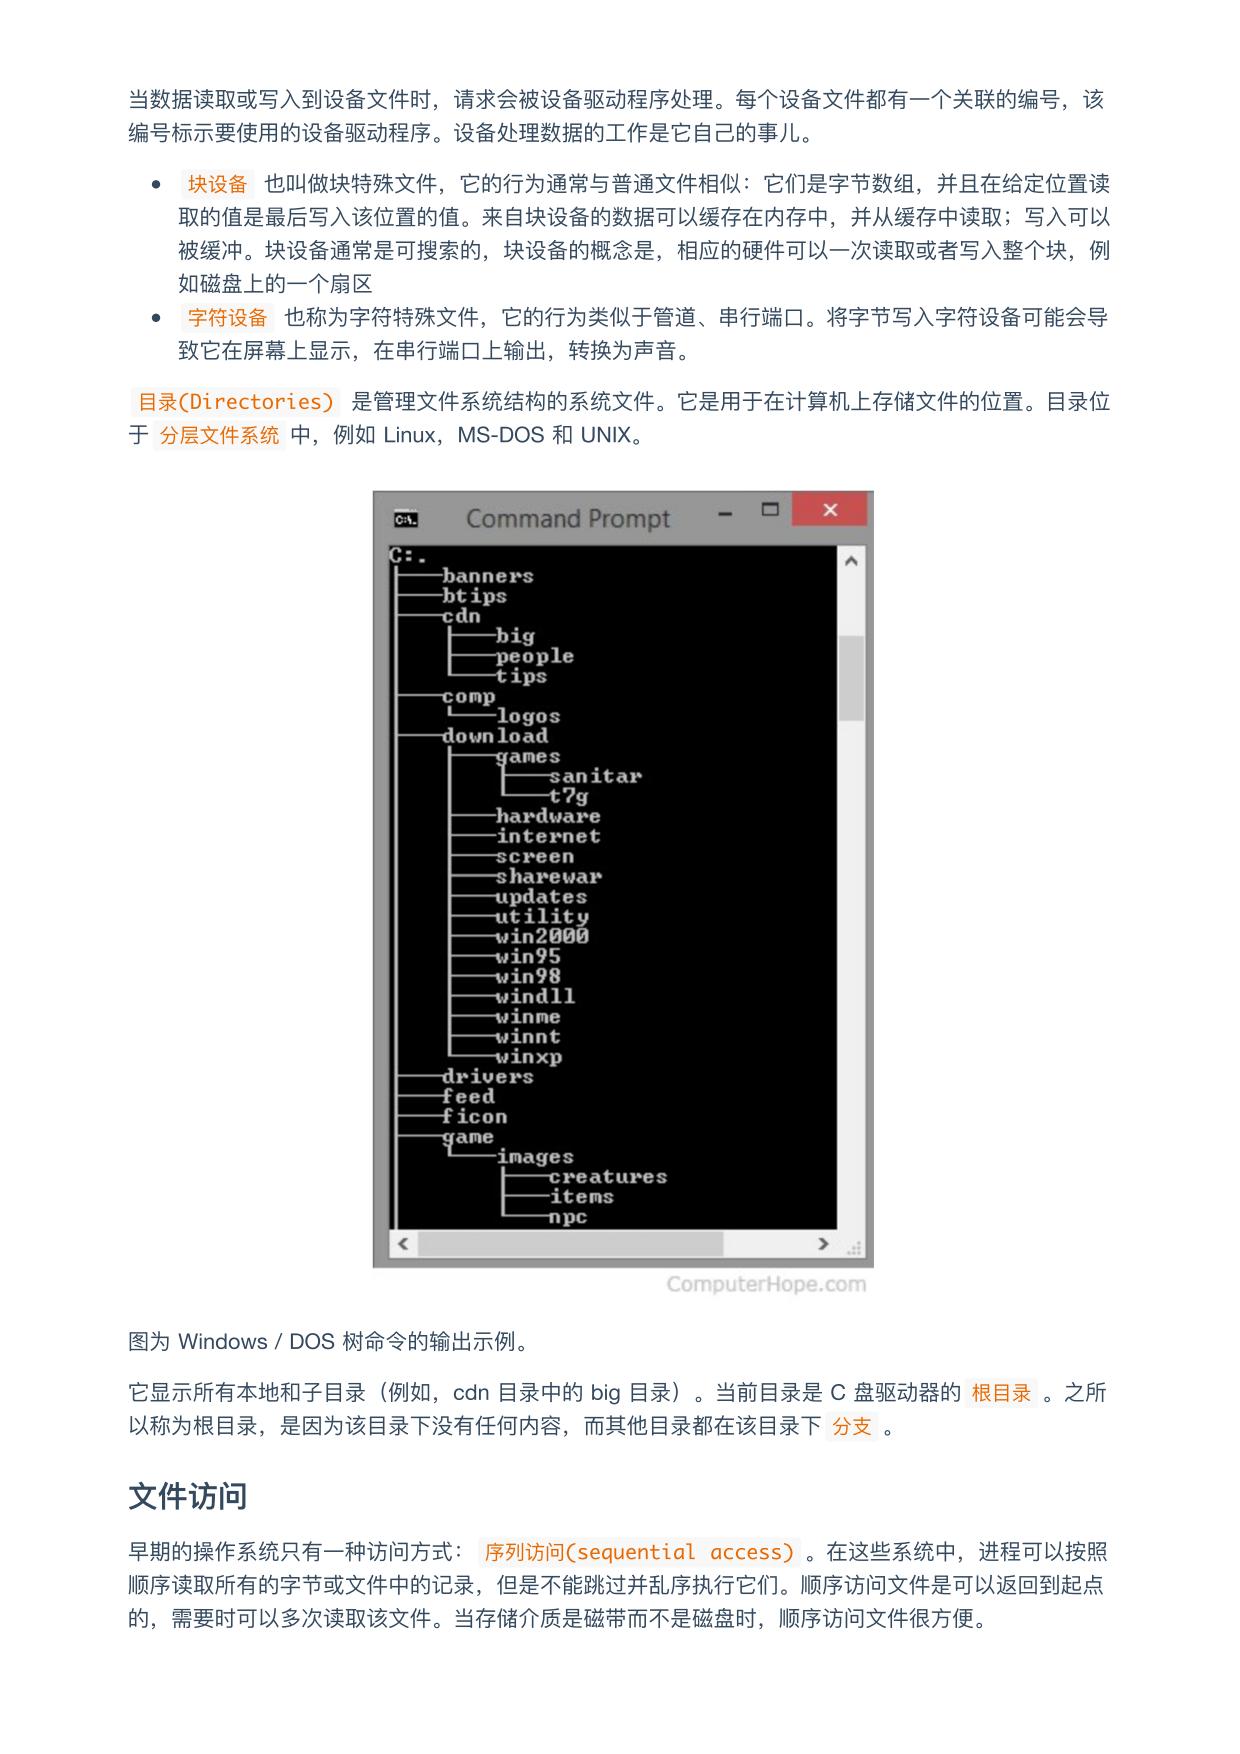 当数据读取或写入到设备文件时，请求会被设备驱动程序处理。每个设备文件都有一个关联的编号，该
编号标示要使用的设备驱动程序。设备处理数据的工作是它自己的事儿。
块设备 也叫做块特殊文件，它的行为通常与普通文件相似：它们是字节数组，并且在给定位置读
取的值是最后写入该位置的值。来自块设备的数据可以缓存在内存中，并从缓存中读取；写入可以
被缓冲。块设备通常是可搜索的，块设备的概念是，相应的硬件可以一次读取或者写入整个块，例
如磁盘上的一个扇区
字符设备 也称为字符特殊文件，它的行为类似于管道、串行端口。将字节写入字符设备可能会导
致它在屏幕上显示，在串行端口上输出，转换为声音。
目录(Directories) 是管理文件系统结构的系统文件。它是用于在计算机上存储文件的位置。目录位
于 分层文件系统 中，例如 Linux，MS-DOS 和 UNIX。
C:\. Command Prompt
C:.
banners
btips
cdn
big
people
tips
comp
logos
download
games
sanitar
t7g
hardware
internet
screen
sharewar
updates
utility
win2000
win95
win98
windll
winme
winnt
winxp
drivers
feed
ficon
game
images
creatures
items
npc
ComputerHope.com
图为 Windows / DOS 树命令的输出示例。
它显示所有本地和子目录（例如，cdn 目录中的 big 目录）。当前目录是 C 盘驱动器的 根目录 。之所
以称为根目录，是因为该目录下没有任何内容，而其他目录都在该目录下 分支 。
文件访问
早期的操作系统只有一种访问方式： 序列访问(sequential access) 。在这些系统中，进程可以按照
顺序读取所有的字节或文件中的记录，但是不能跳过并乱序执行它们。顺序访问文件是可以返回到起点
的，需要时可以多次读取该文件。当存储介质是磁带而不是磁盘时，顺序访问文件很方便。